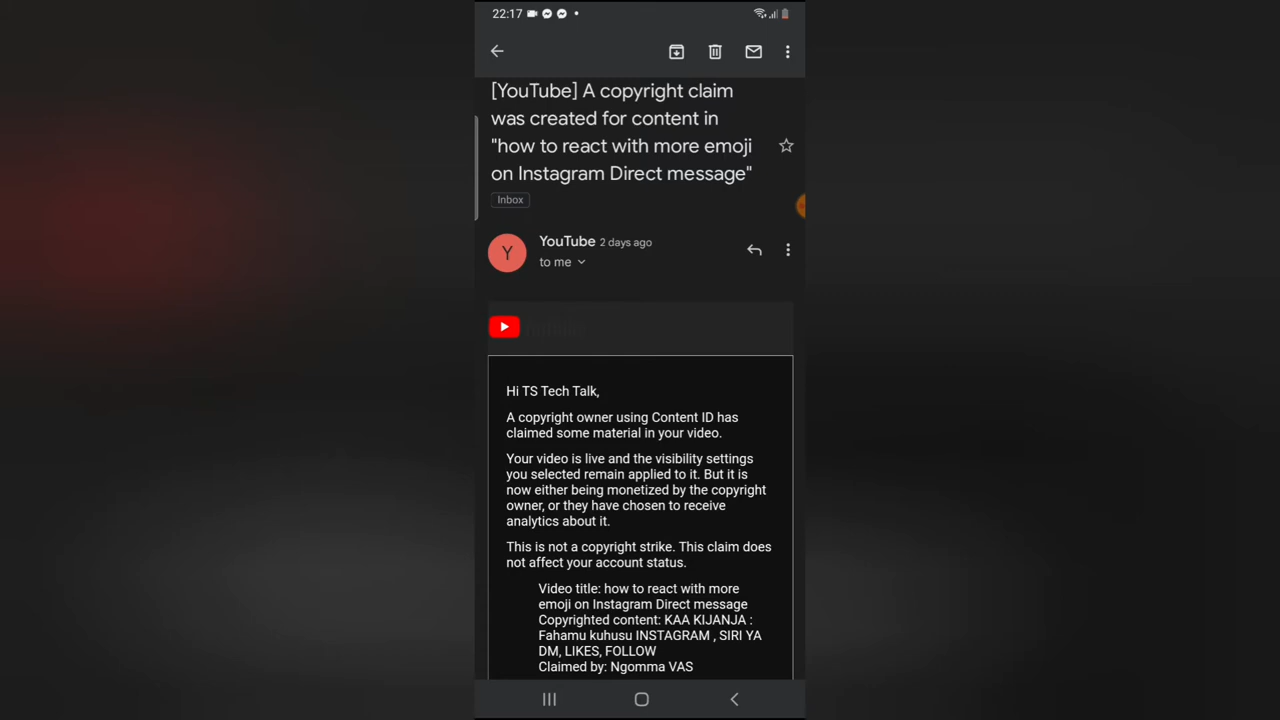 22:17
[YouTube] A copyright claim
was created for content in
"how to react with more emoji
on Instagram Direct message"
Inbox
YouTube 2 days ago
to me
Y
Hi TS Tech Talk,
A copyright owner using Content ID has
claimed some material in your video.
Your video is live and the visibility settings
you selected remain applied to it. But it is
now either being monetized by the copyright
owner, or they have chosen to receive
analytics about it.
This is not a copyright strike. This claim does
not affect your account status.
Video title: how to react with more
emoji on Instagram Direct message
Copyrighted content: KAA KIJANJA :
Fahamu kuhusu INSTAGRAM , SIRI YA
DM, LIKES, FOLLOW
Claimed by: Ngomma VAS